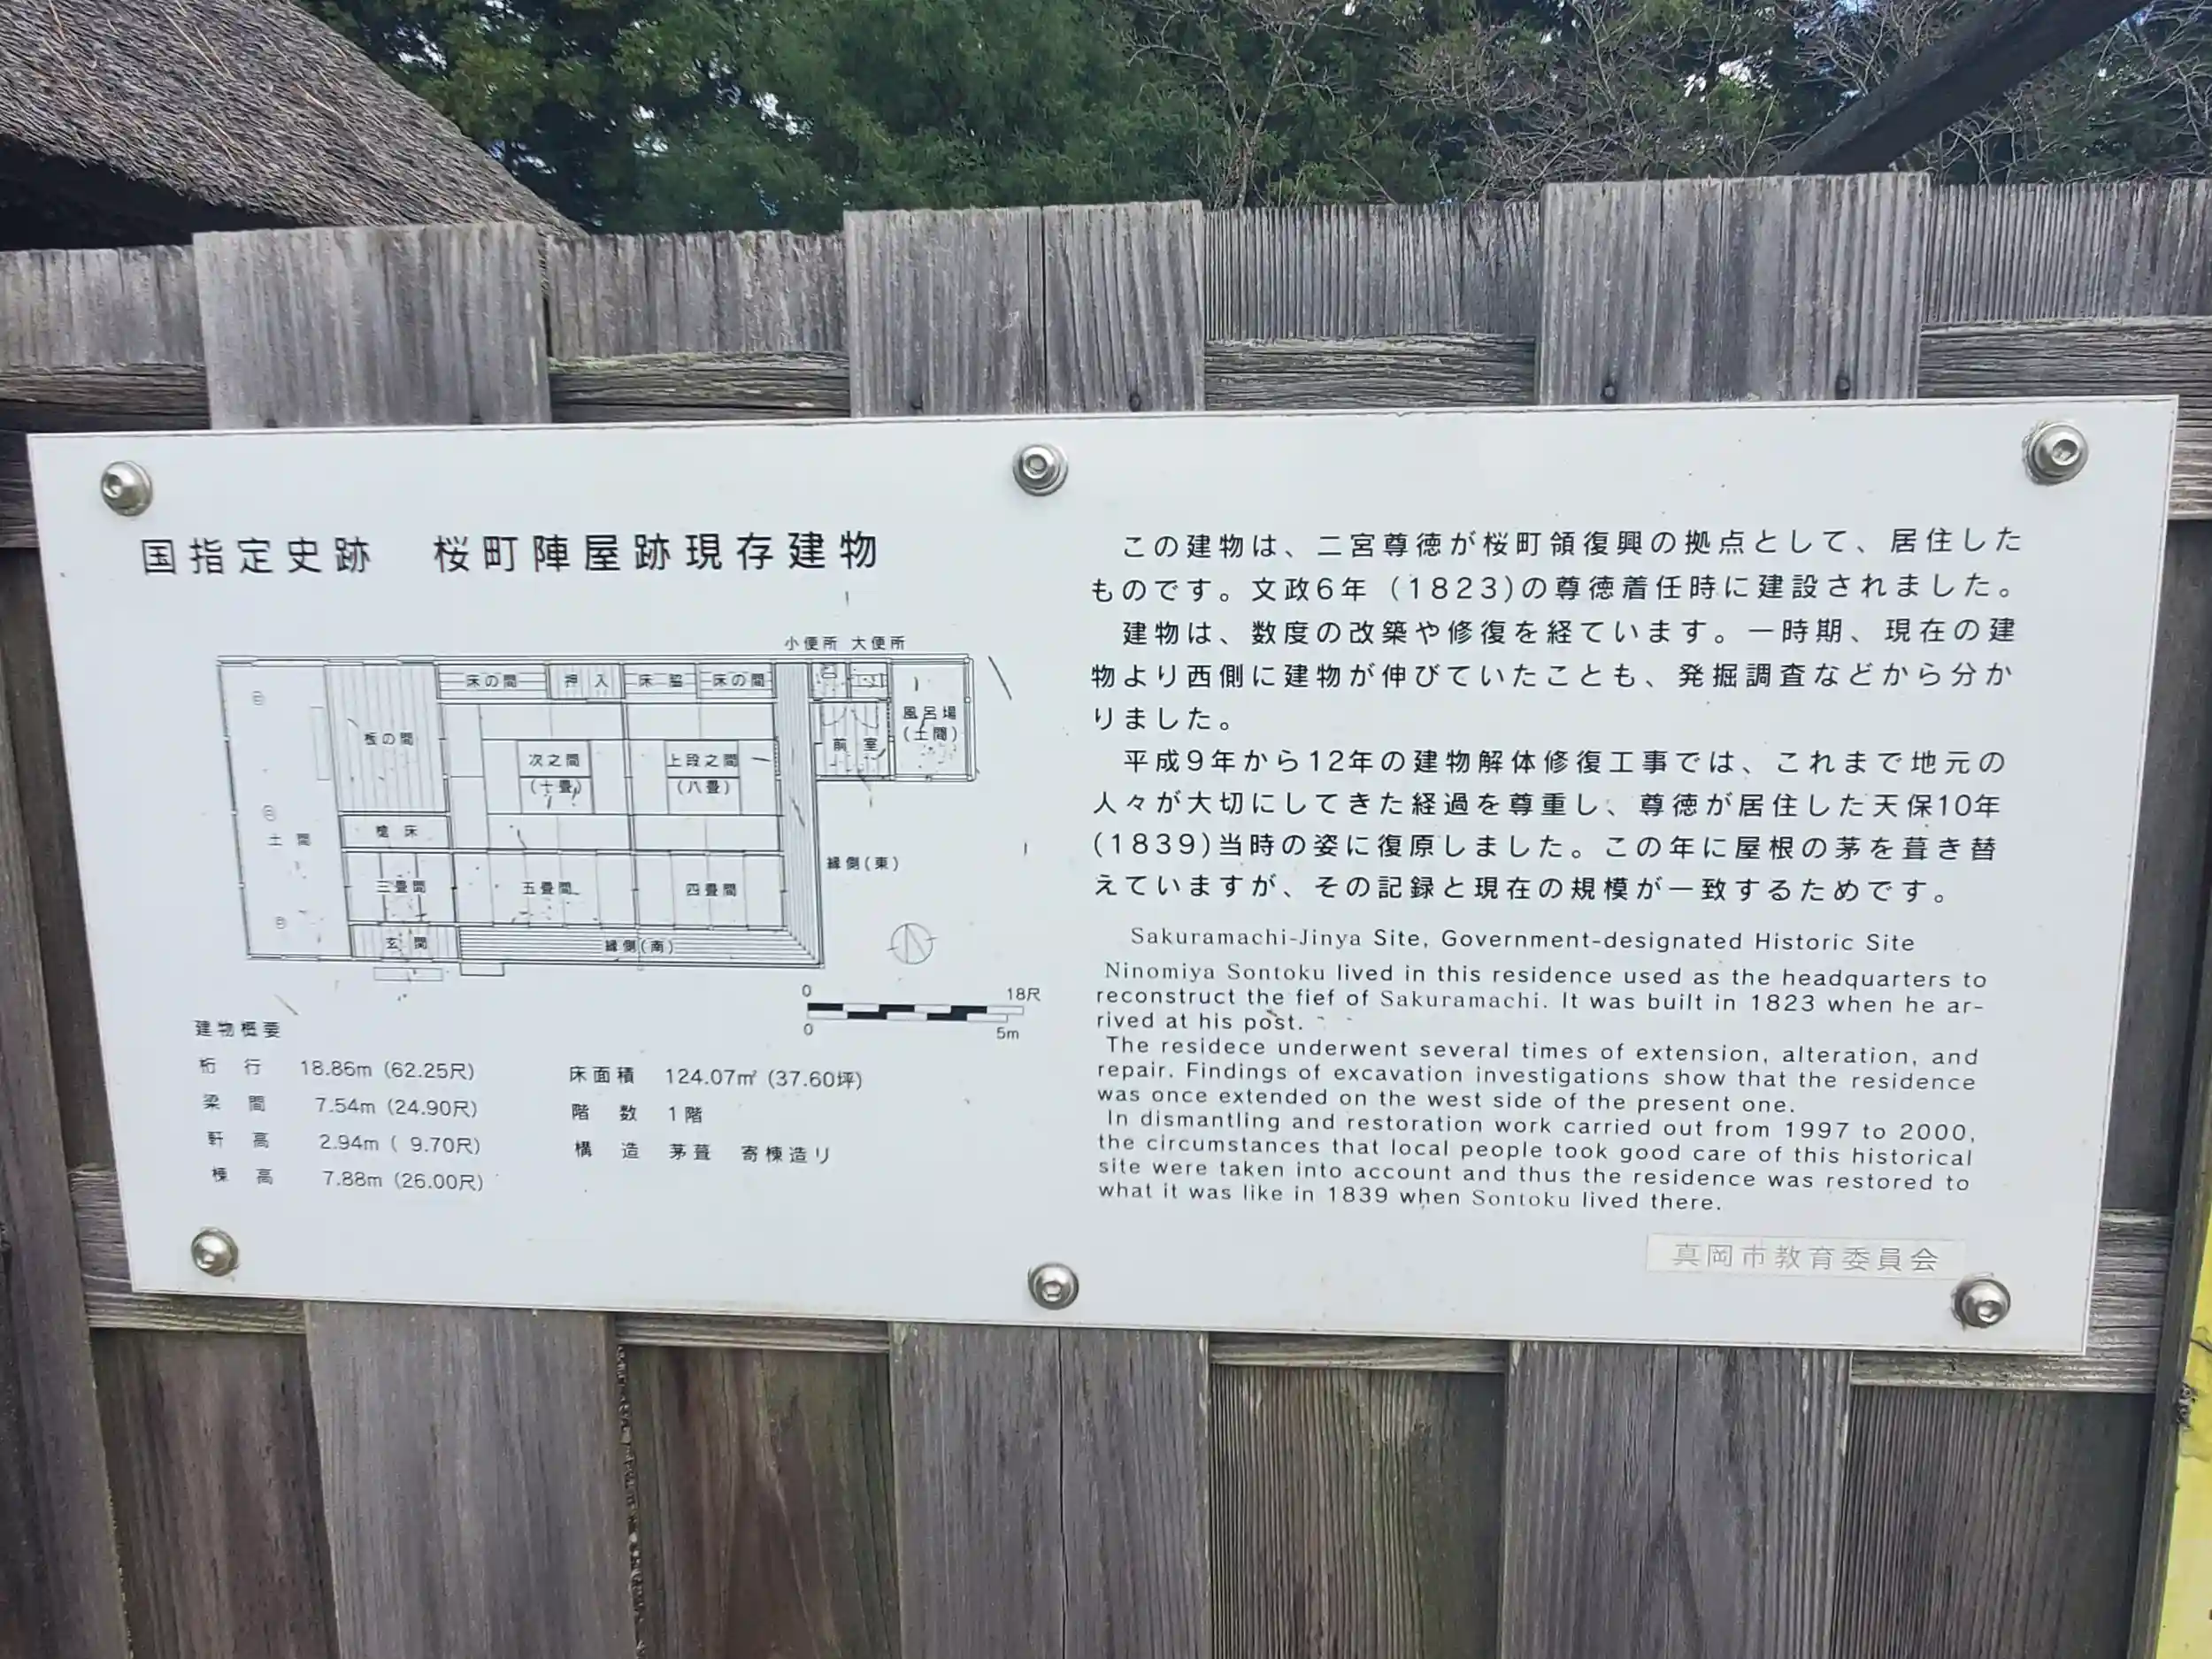 国指定史跡　桜町陣屋跡現存建物
小便所 大便所
床の間 押入 床脇 床の間
板の間
風呂場
(土間)
前室
次之間
(十畳)
上段之間
(八畳)
槍床
土間
縁側(東)
三畳間 五畳間 四畳間
玄関
縁側(南)
0 18尺
0 5m
建物概要
桁行 18.86m (62.25尺)
梁間 7.54m (24.90尺)
軒高 2.94m ( 9.70尺)
棟高 7.88m (26.00尺)
床面積 124.07㎡ (37.60坪)
階数 1階
構造 茅葺 寄棟造り
この建物は、二宮尊徳が桜町領復興の拠点として、居住した
ものです。文政6年 (1823)の尊徳着任時に建設されました。
建物は、数度の改築や修復を経ています。一時期、現在の建
物より西側に建物が伸びていたことも、発掘調査などから分か
りました。
平成9年から12年の建物解体修復工事では、これまで地元の
人々が大切にしてきた経過を尊重し、尊徳が居住した天保10年
(1839)当時の姿に復原しました。この年に屋根の茅を葺き替
えていますが、その記録と現在の規模が一致するためです。
Sakuramachi-Jinya Site, Government-designated Historic Site
Ninomiya Sontoku lived in this residence used as the headquarters to
reconstruct the fief of Sakuramachi. It was built in 1823 when he ar-
rived at his post.
The residece underwent several times of extension, alteration, and
repair. Findings of excavation investigations show that the residence
was once extended on the west side of the present one.
In dismantling and restoration work carried out from 1997 to 2000,
the circumstances that local people took good care of this historical
site were taken into account and thus the residence was restored to
what it was like in 1839 when Sontoku lived there.
真岡市教育委員会